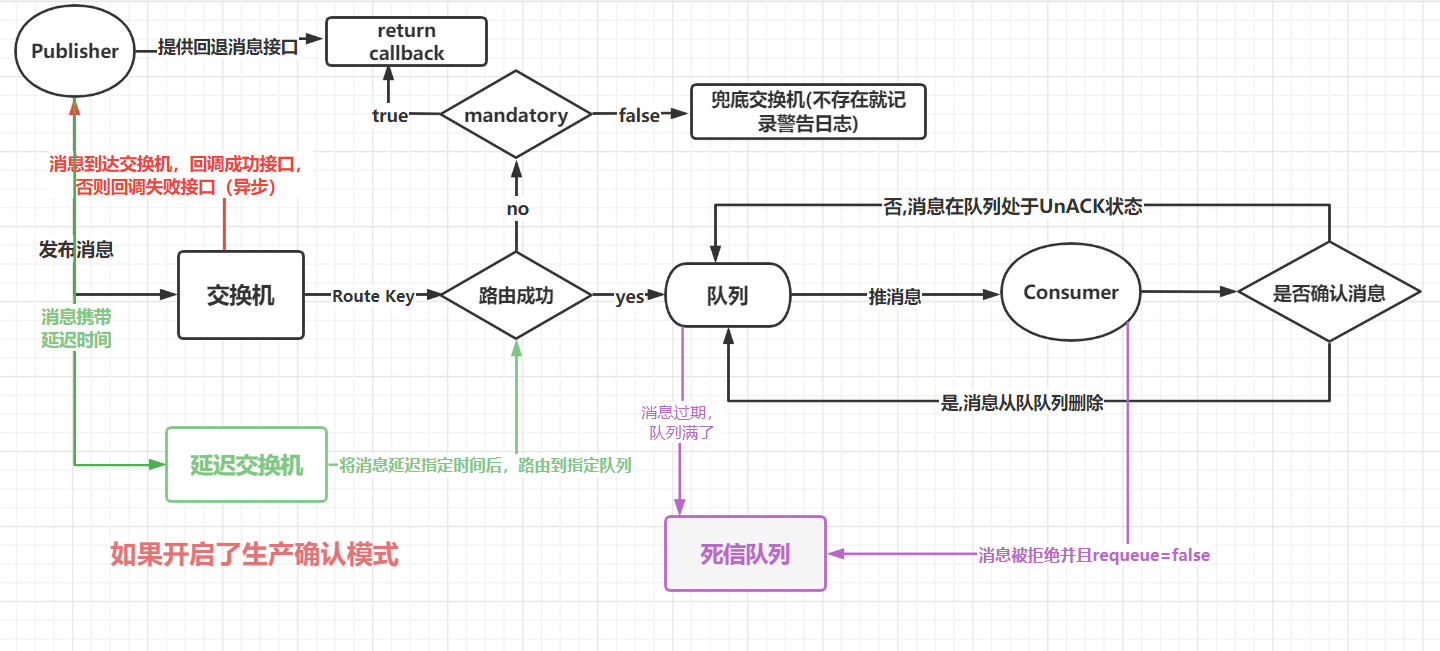 Publisher
提供回退消息接口
return
callback
true
mandatory
false
兜底交换机(不存在就记
录警告日志)
消息到达交换机，回调成功接口，
否则回调失败接口（异步）
no
否,消息在队列处于UnACK状态
发布消息
交换机
Route Key
路由成功
yes
队列
推消息
Consumer
是否确认消息
消息携带
延迟时间
是,消息从队队列删除
消息过期，
队列满了
延迟交换机
将消息延迟指定时间后，路由到指定队列
如果开启了生产确认模式
死信队列
消息被拒绝并且requeue=false